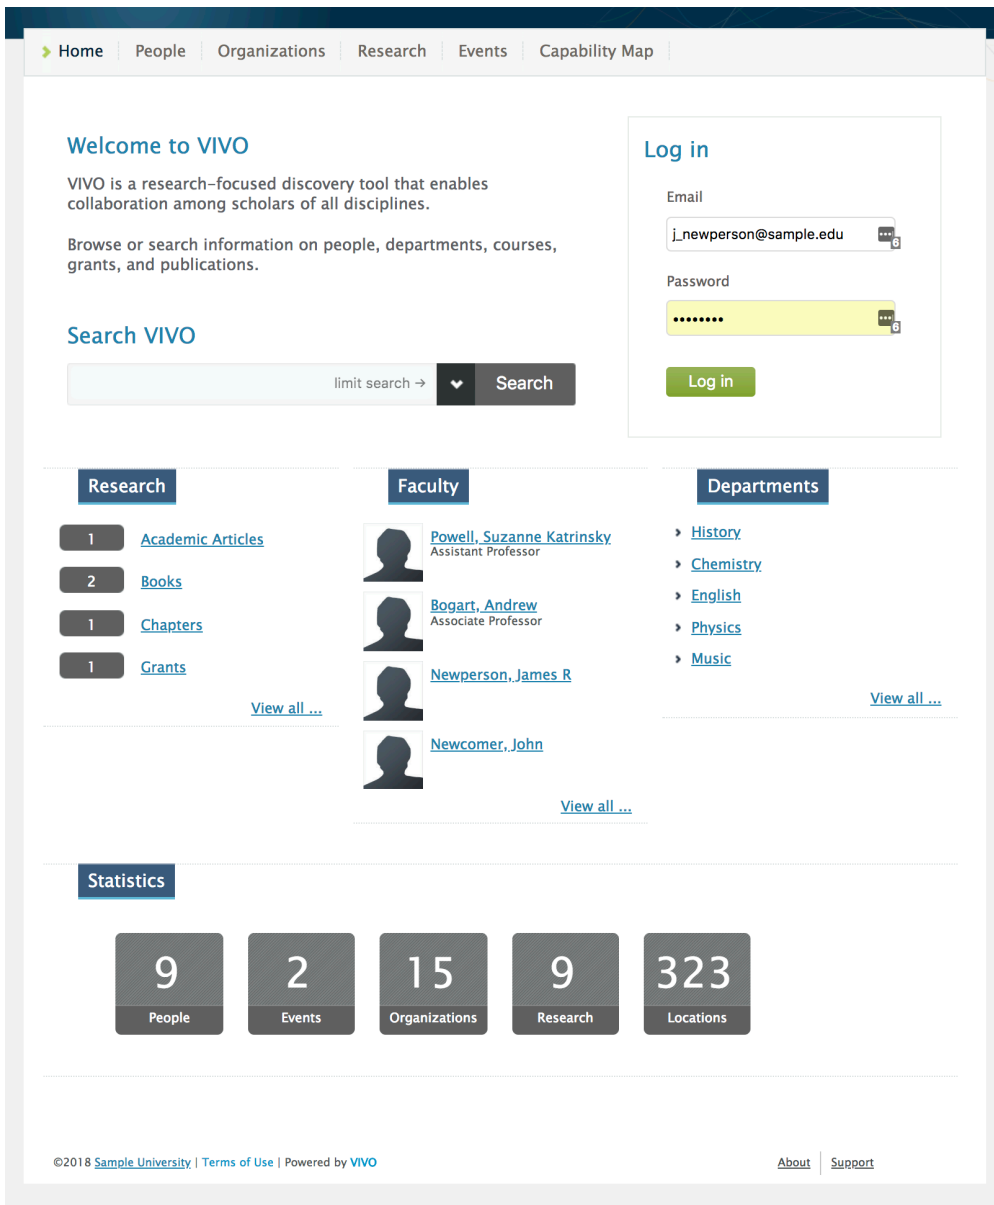 Home People Organizations Research Events Capability Map
Welcome to VIVO
VIVO is a research-focused discovery tool that enables
collaboration among scholars of all disciplines.
Browse or search information on people, departments, courses,
grants, and publications.
Search VIVO
limit search → Search
Log in
Email
j_newperson@sample.edu
6
Password
••••••••
6
Log in
Research
1 Academic Articles
2 Books
1 Chapters
1 Grants
View all ...
Faculty
Powell, Suzanne Katrinsky
Assistant Professor
Bogart, Andrew
Associate Professor
Newperson, James R
Newcomer, John
View all ...
Departments
History
Chemistry
English
Physics
Music
View all ...
Statistics
9 2 15 9 323
People Events Organizations Research Locations
©2018 Sample University | Terms of Use | Powered by VIVO
About Support